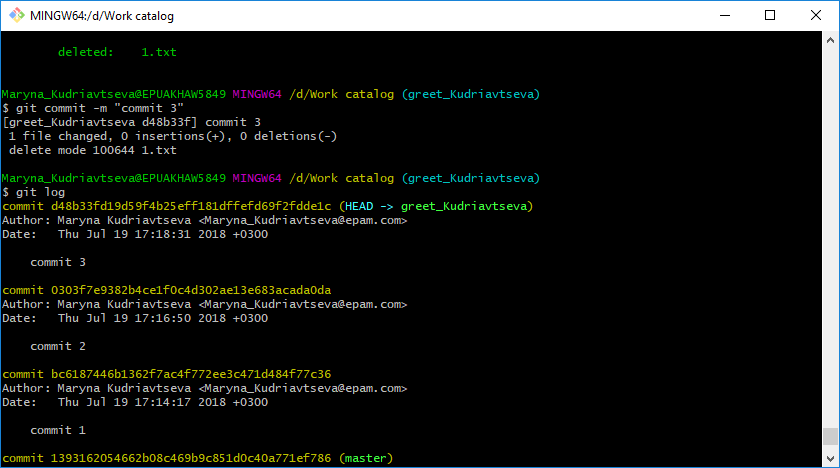 MINGW64:/d/Work catalog
deleted:    1.txt
Maryna_Kudriavtseva@EPUAKHAW5849 MINGW64 /d/Work catalog (greet_Kudriavtseva)
$ git commit -m "commit 3"
[greet_Kudriavtseva d48b33f] commit 3
 1 file changed, 0 insertions(+), 0 deletions(-)
 delete mode 100644 1.txt
Maryna_Kudriavtseva@EPUAKHAW5849 MINGW64 /d/Work catalog (greet_Kudriavtseva)
$ git log
commit d48b33fd19d59f4b25eff181dffefd69f2fdde1c (HEAD -> greet_Kudriavtseva)
Author: Maryna Kudriavtseva <Maryna_Kudriavtseva@epam.com>
Date:   Thu Jul 19 17:18:31 2018 +0300
    commit 3
commit 0303f7e9382b4ce1f0c4d302ae13e683acada0da
Author: Maryna Kudriavtseva <Maryna_Kudriavtseva@epam.com>
Date:   Thu Jul 19 17:16:50 2018 +0300
    commit 2
commit bc6187446b1362f7ac4f772ee3c471d484f77c36
Author: Maryna Kudriavtseva <Maryna_Kudriavtseva@epam.com>
Date:   Thu Jul 19 17:14:17 2018 +0300
    commit 1
commit 1393162054662b08c469b9c851d0c40a771ef786 (master)